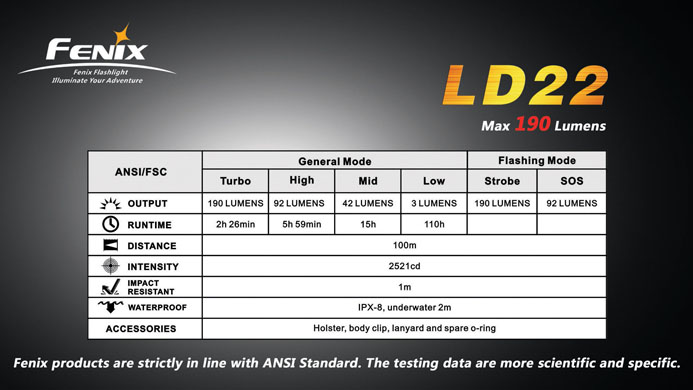 FENIX
Fenix Flashlight
Illuminate Your Adventure
LD22
Max 190 Lumens
ANSI/FSC General Mode Flashing Mode
Turbo High Mid Low Strobe SOS
OUTPUT 190 LUMENS 92 LUMENS 42 LUMENS 3 LUMENS 190 LUMENS 92 LUMENS
RUNTIME 2h 26min 5h 59min 15h 110h
DISTANCE 100m
INTENSITY 2521cd
IMPACT RESISTANT 1m
WATERPROOF IPX-8, underwater 2m
ACCESSORIES Holster, body clip, lanyard and spare o-ring
Fenix products are strictly in line with ANSI Standard. The testing data are more scientific and specific.